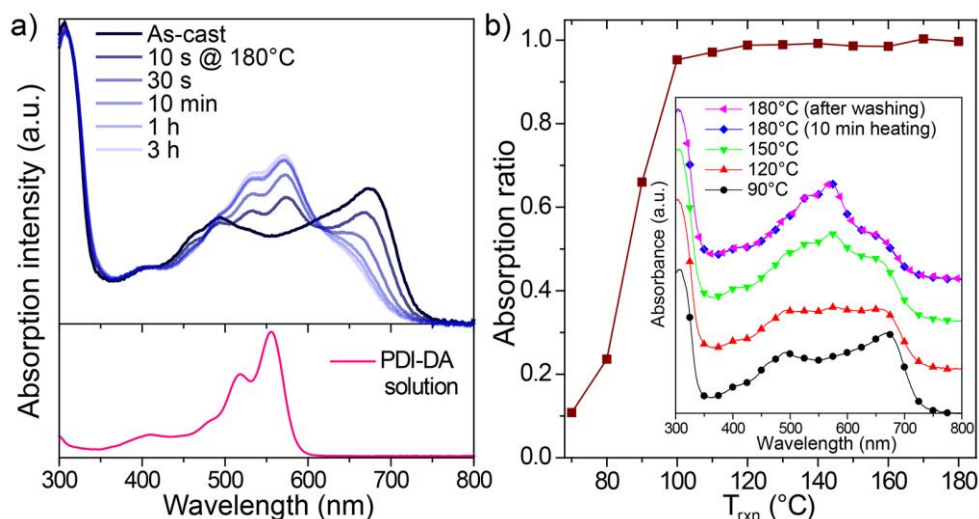 a)
As-cast
10 s @ 180°C
30 s
10 min
1 h
3 h
Absorption intensity (a.u.)
PDI-DA
solution
300 400 500 600 700 800
Wavelength (nm)
b)
1.0
0.8
0.6
0.4
0.2
0.0
Absorption ratio
180°C (after washing)
180°C (10 min heating)
150°C
120°C
90°C
Absorbance (a.u.)
300 400 500 600 700 800
Wavelength (nm)
80 100 120 140 160 180
Trxn (°C)